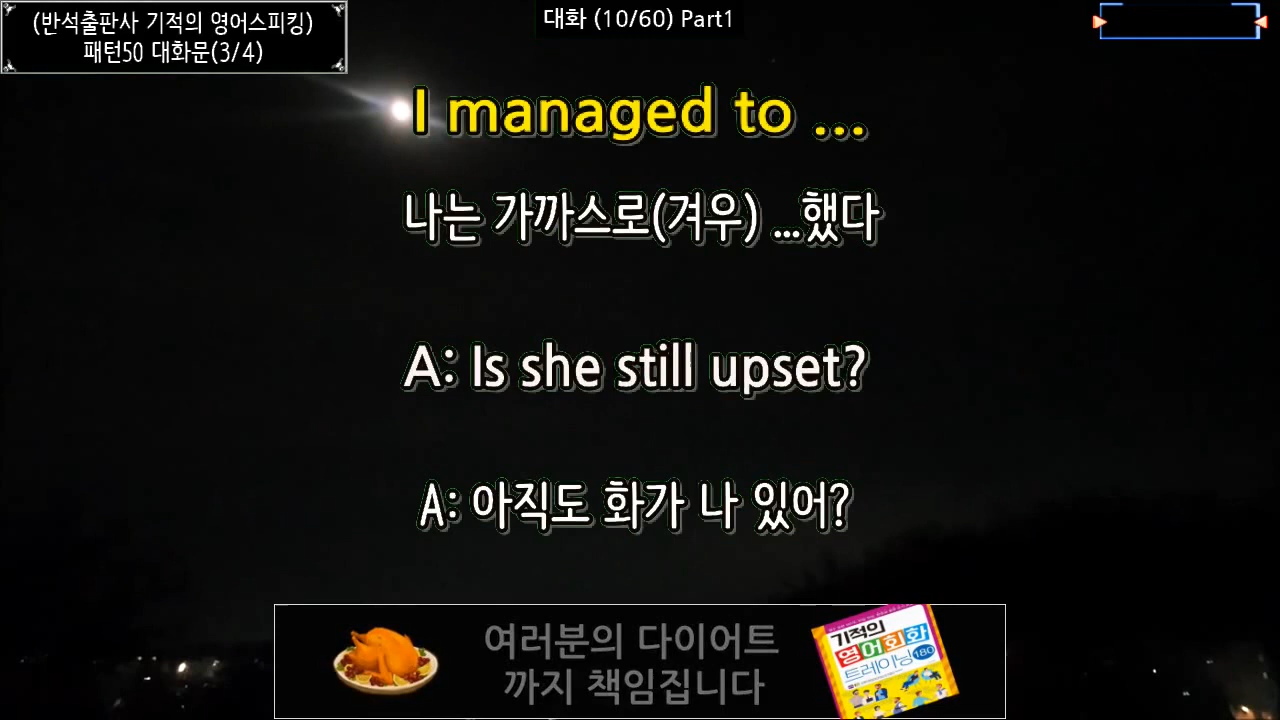 (반석출판사 기적의 영어스피킹)
패턴50 대화문(3/4)
대화 (10/60) Part1
I managed to ...
나는 가까스로(겨우) ...했다
A: Is she still upset?
A: 아직도 화가 나 있어?
여러분의 다이어트
까지 책임집니다
기적의
영어회화
트레이닝 180